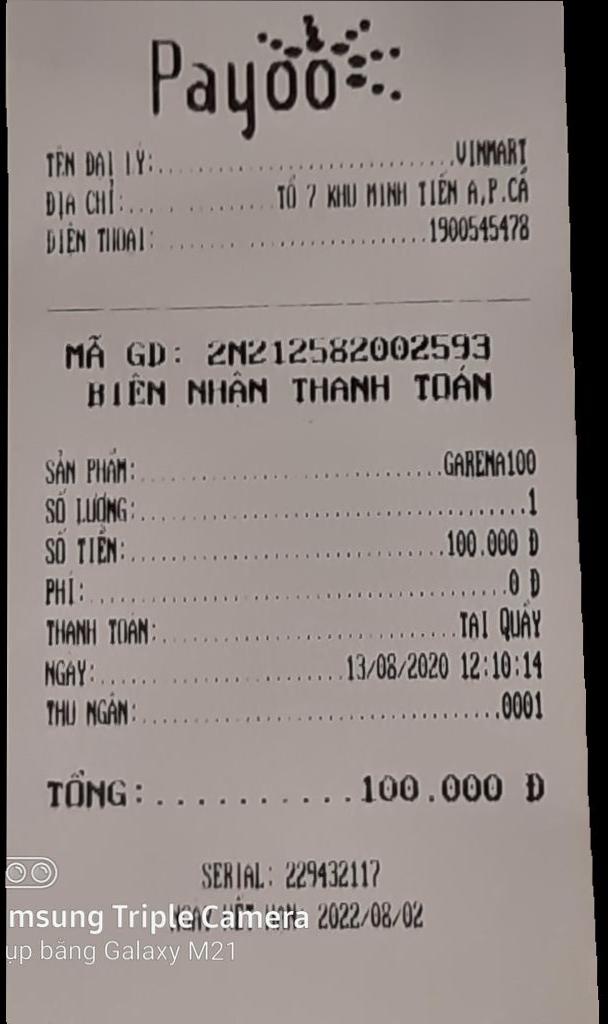 Payoo
TÊN ĐẠI LÝ:..............................VINMART
ĐỊA CHỈ:............TỔ 7 KHU MINH TIẾN A,P.CẨ
ĐIỆN THOẠI:..........................1900545478
MÃ GD: 2N212582002593
BIÊN NHẬN THANH TOÁN
SẢN PHẨM:..............................GARENA100
SỐ LƯỢNG:......................................1
SỐ TIỀN:...............................100.000 Đ
PHÍ:.........................................0 Đ
THANH TOÁN:.............................TẠI QUẦY
NGÀY:........................13/08/2020 12:10:14
THU NGÂN:...................................0001
TỔNG:..........100.000 Đ
SERIAL: 229432117
NGÀY HẾT HẠN: 2022/08/02
msung Triple Camera
ụp bằng Galaxy M21